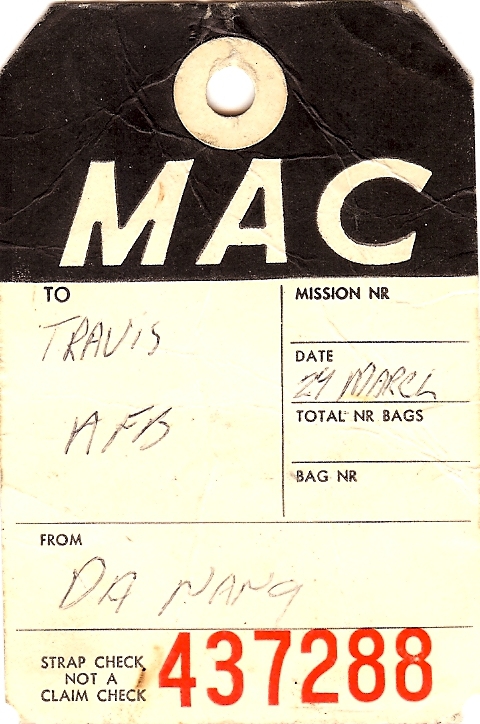 MAC
TO
TRAVIS
AFB
MISSION NR
DATE
24 MARCH
TOTAL NR BAGS
BAG NR
FROM
DA NANG
STRAP CHECK
NOT A
CLAIM CHECK
437288